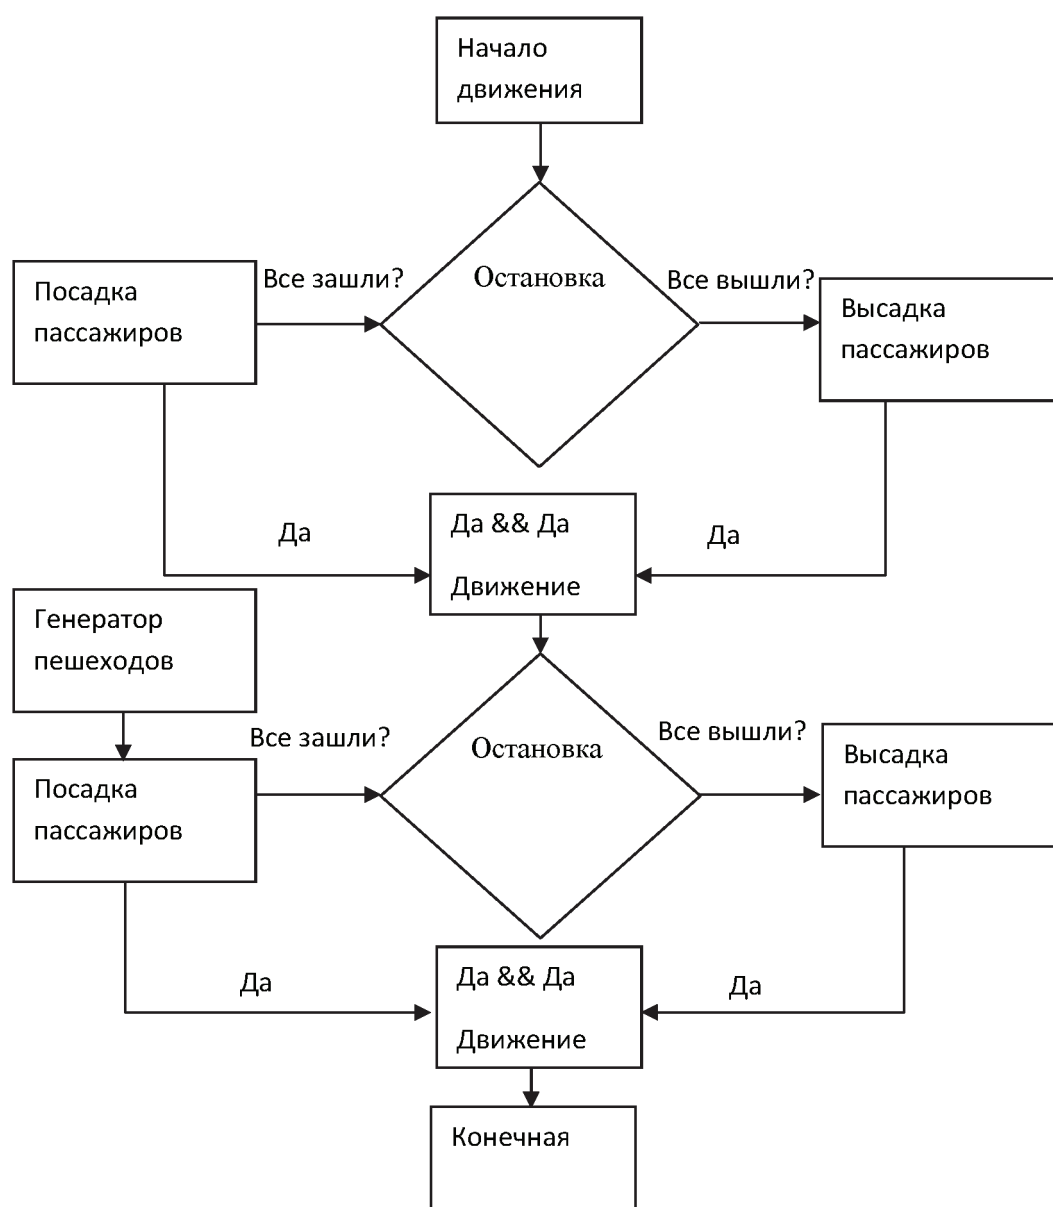 Начало
движения
Все зашли?
Остановка
Все вышли?
Посадка
пассажиров
Высадка
пассажиров
Да && Да
Да
Да
Движение
Генератор
пешеходов
Все зашли?
Остановка
Все вышли?
Посадка
пассажиров
Высадка
пассажиров
Да && Да
Да
Да
Движение
Конечная